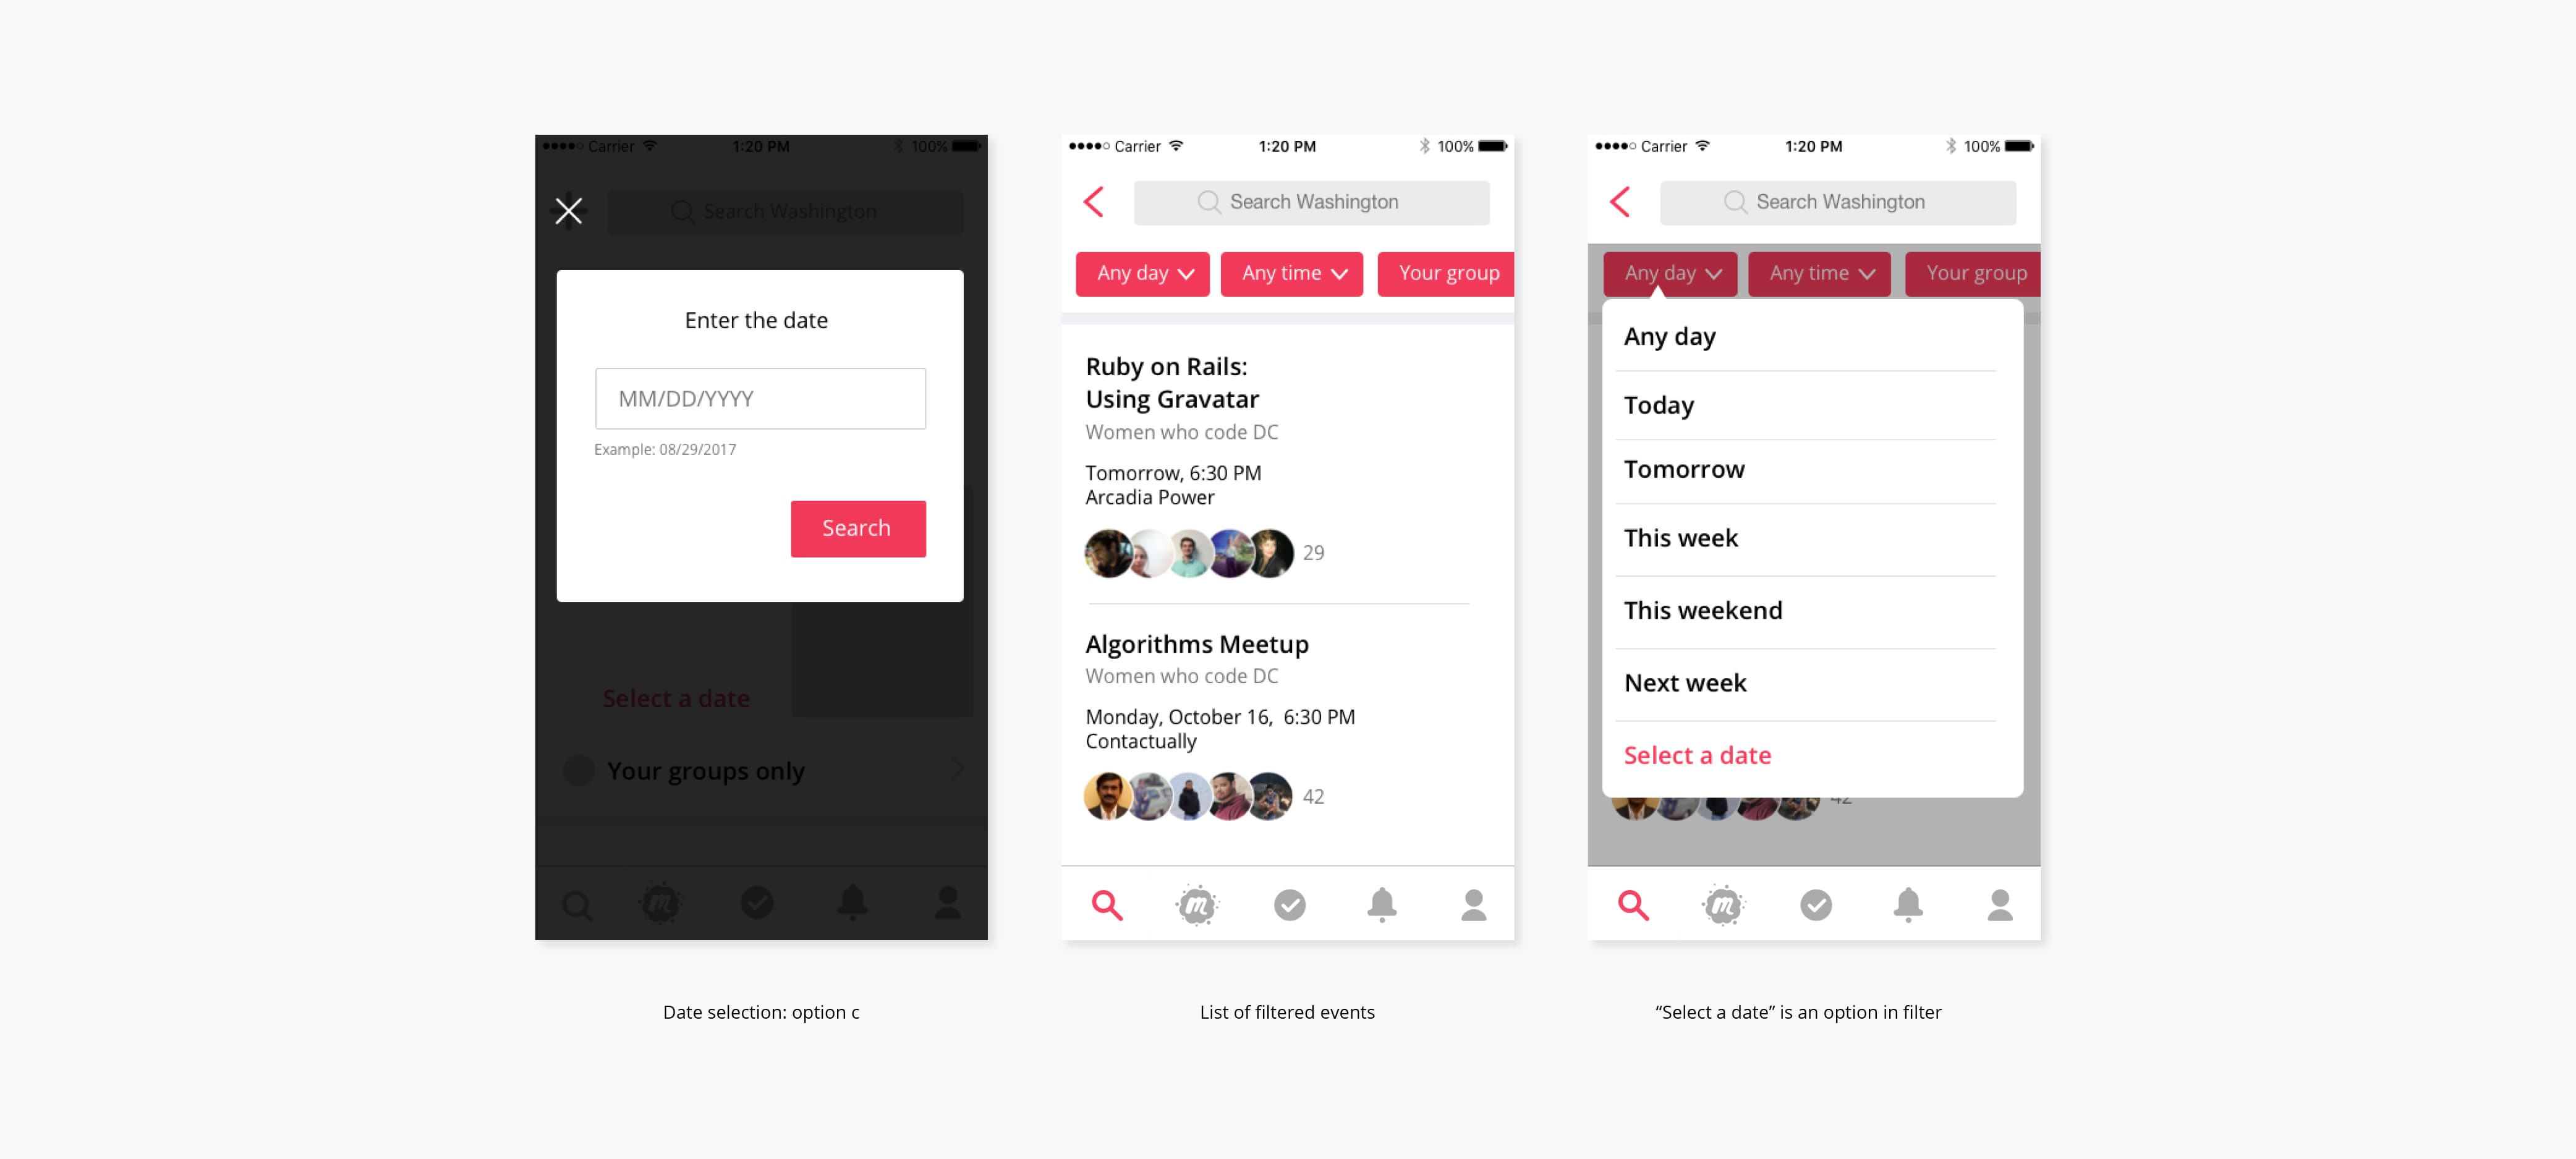 Carrier 1:20 PM 100%
Search Washington
Enter the date
MM/DD/YYYY
Example: 08/29/2017
Search
Select a date
Your groups only
m
Date selection: option c
Carrier 1:20 PM 100%
Search Washington
Any day Any time Your group
Ruby on Rails:
Using Gravatar
Women who code DC
Tomorrow, 6:30 PM
Arcadia Power
29
Algorithms Meetup
Women who code DC
Monday, October 16, 6:30 PM
Contactually
42
m
List of filtered events
Carrier 1:20 PM 100%
Search Washington
Any day Any time Your group
Any day
Today
Tomorrow
This week
This weekend
Next week
Select a date
42
m
“Select a date” is an option in filter